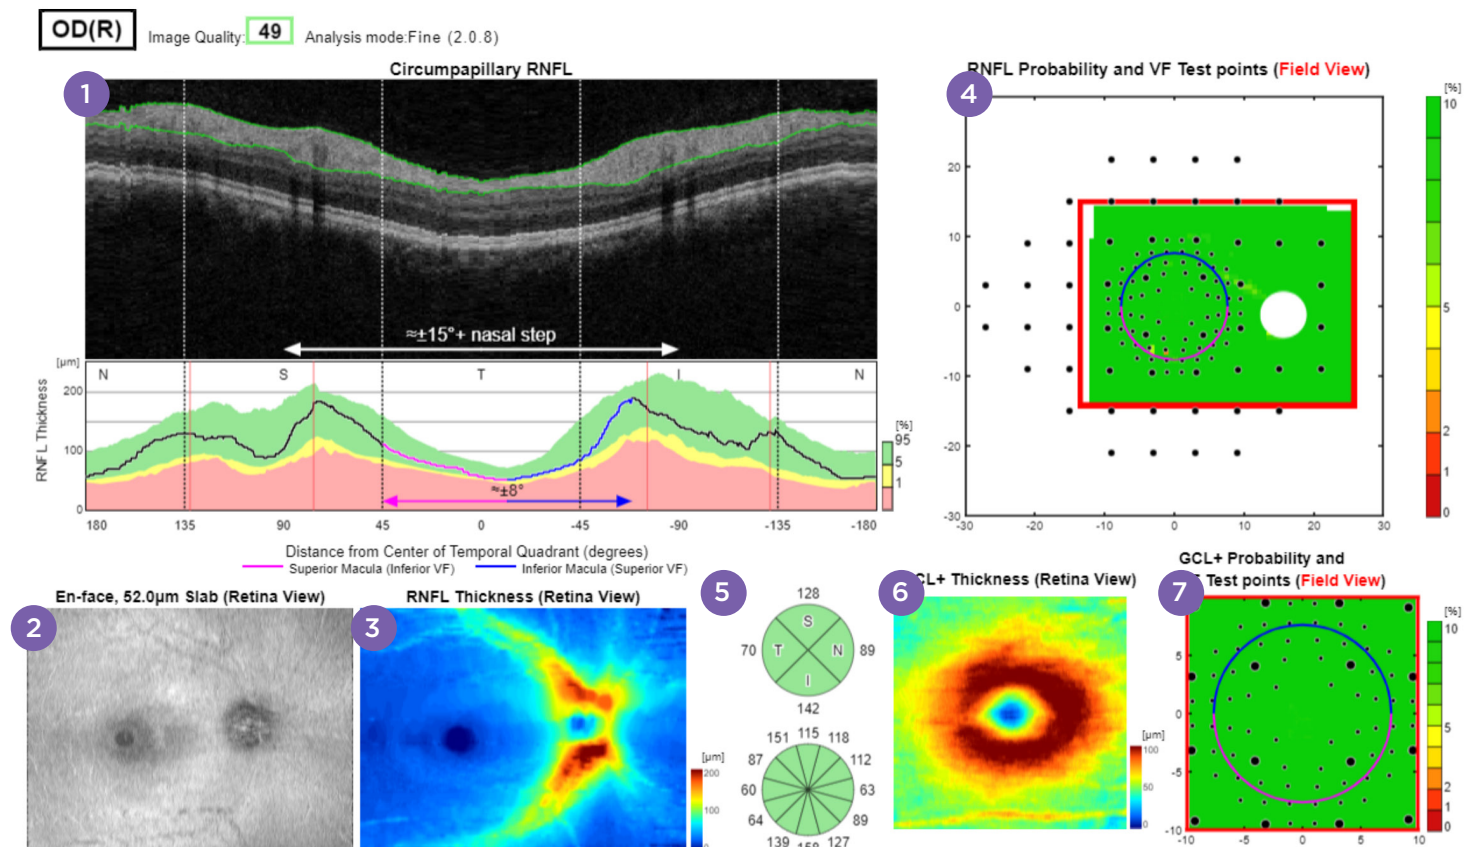 OD(R) Image Quality: 49 Analysis mode:Fine (2.0.8)
1
Circumpapillary RNFL
≈±15°+ nasal step
[µm]
N S T I N
RNFL Thickness
200
100
0
≈±8°
[%]
95
5
1
180 135 90 45 0 -45 -90 -135 -180
Distance from Center of Temporal Quadrant (degrees)
Superior Macula (Inferior VF) Inferior Macula (Superior VF)
4
RNFL Probability and VF Test points (Field View)
[%]
10
5
2
1
0
20
10
0
-10
-20
-30
-30 -20 -10 0 10 20 30
2
En-face, 52.0µm Slab (Retina View)
3
RNFL Thickness (Retina View)
[µm]
200
100
0
5
128
S
70 T N 89
I
142
151 115 118
87 112
60 63
64 89
139 158 127
6
CL+ Thickness (Retina View)
[µm]
100
50
0
7
GCL+ Probability and
Test points (Field View)
[%]
10
5
2
1
0
5
0
-5
-10
-10 -5 0 5 10